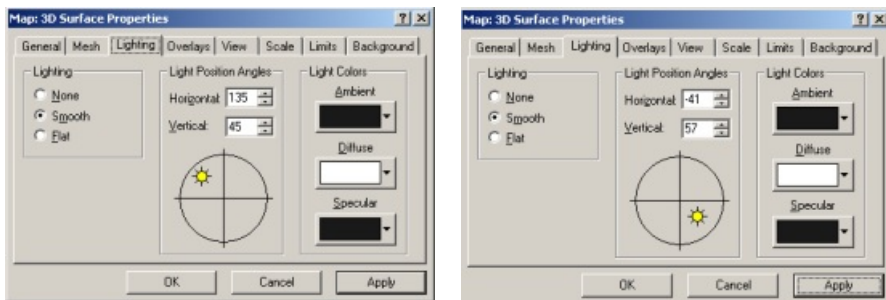 Map: 3D Surface Properties
General Mesh Lighting Overlays View Scale Limits Background
Lighting
None
Smooth
Flat
Light Position Angles
Horizontal: 135
Vertical: 45
Light Colors
Ambient
Diffuse
Specular
OK Cancel Apply
Map: 3D Surface Properties
General Mesh Lighting Overlays View Scale Limits Background
Lighting
None
Smooth
Flat
Light Position Angles
Horizontal: -41
Vertical: 57
Light Colors
Ambient
Diffuse
Specular
OK Cancel Apply